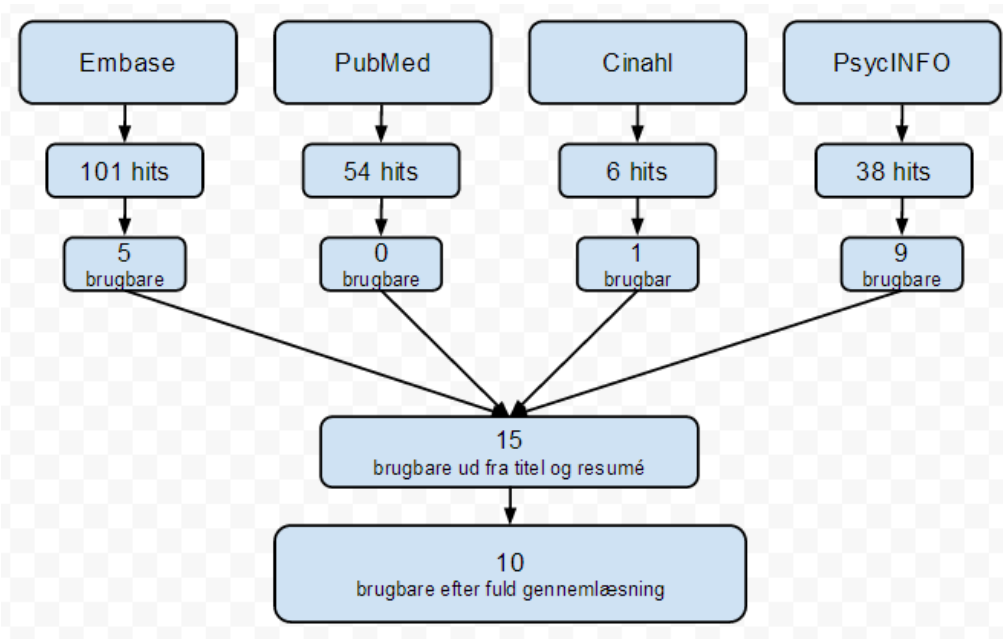 Embase
PubMed
Cinahl
PsycINFO
101 hits
54 hits
6 hits
38 hits
5
brugbare
0
brugbare
1
brugbar
9
brugbare
15
brugbare ud fra titel og resumé
10
brugbare efter fuld gennemlæsning